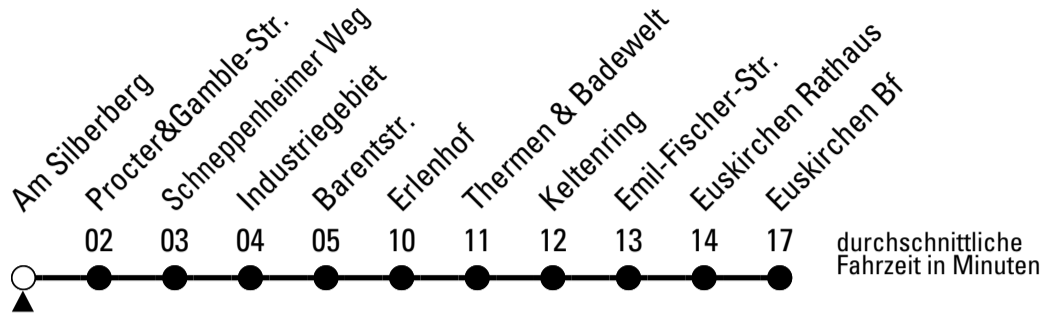 Am Silberberg
Procter&Gamble-Str.
Schneppenheimer Weg
Industriegebiet
Barentstr.
Erlenhof
Thermen & Badewelt
Keltenring
Emil-Fischer-Str.
Euskirchen Rathaus
Euskirchen Bf
02 03 04 05 10 11 12 13 14 17
durchschnittliche
Fahrzeit in Minuten